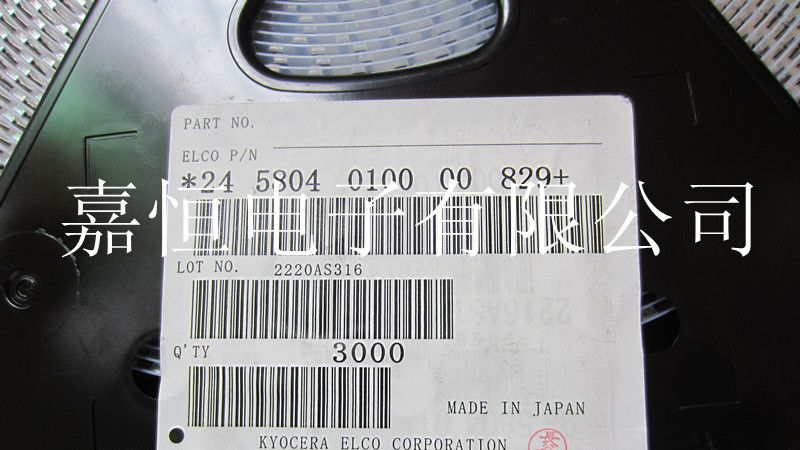 PART NO.
ELCO P/N
*24 5804 0100 00 829+
嘉恒电子有限公司
LOT NO. 2220AS316
Q'TY 3000
MADE IN JAPAN
KYOCERA ELCO CORPORATION